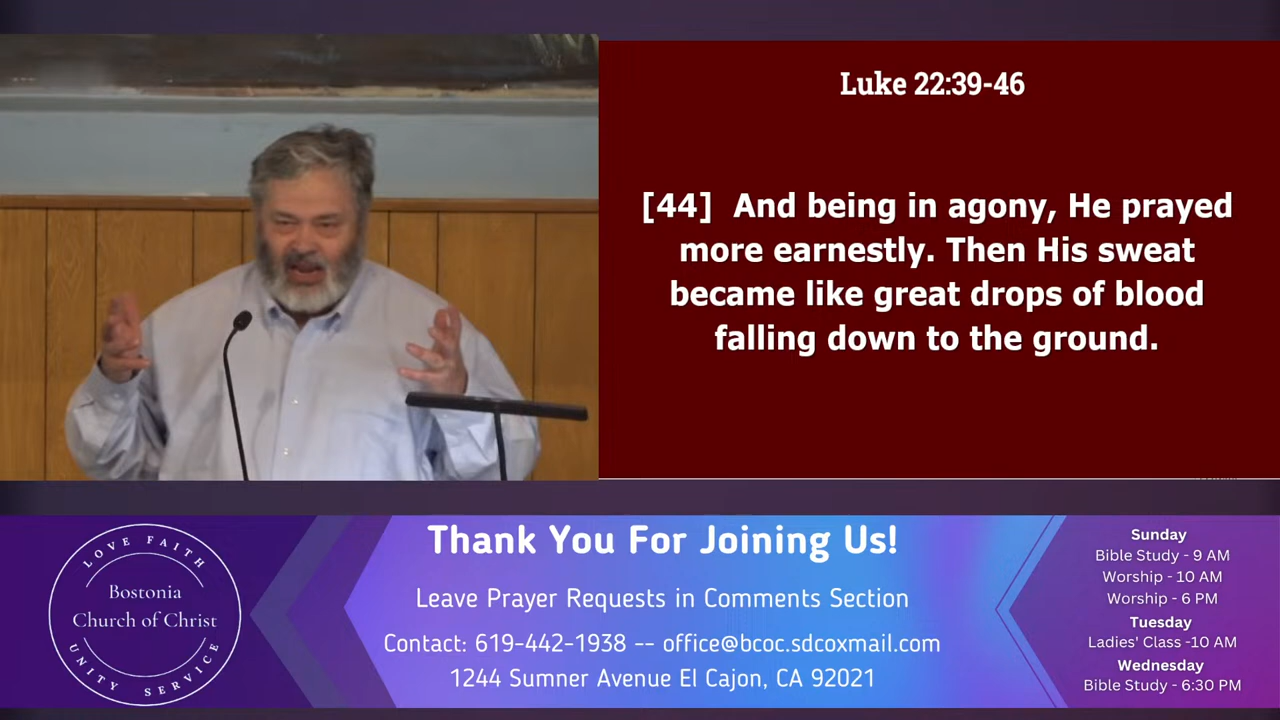 Luke 22:39-46
[44] And being in agony, He prayed
more earnestly. Then His sweat
became like great drops of blood
falling down to the ground.
LOVE FAITH
Bostonia
Church of Christ
UNITY SERVICE
Thank You For Joining Us!
Leave Prayer Requests in Comments Section
Contact: 619-442-1938 -- office@bcoc.sdcoxmail.com
1244 Sumner Avenue El Cajon, CA 92021
Sunday
Bible Study - 9 AM
Worship - 10 AM
Worship - 6 PM
Tuesday
Ladies' Class -10 AM
Wednesday
Bible Study - 6:30 PM